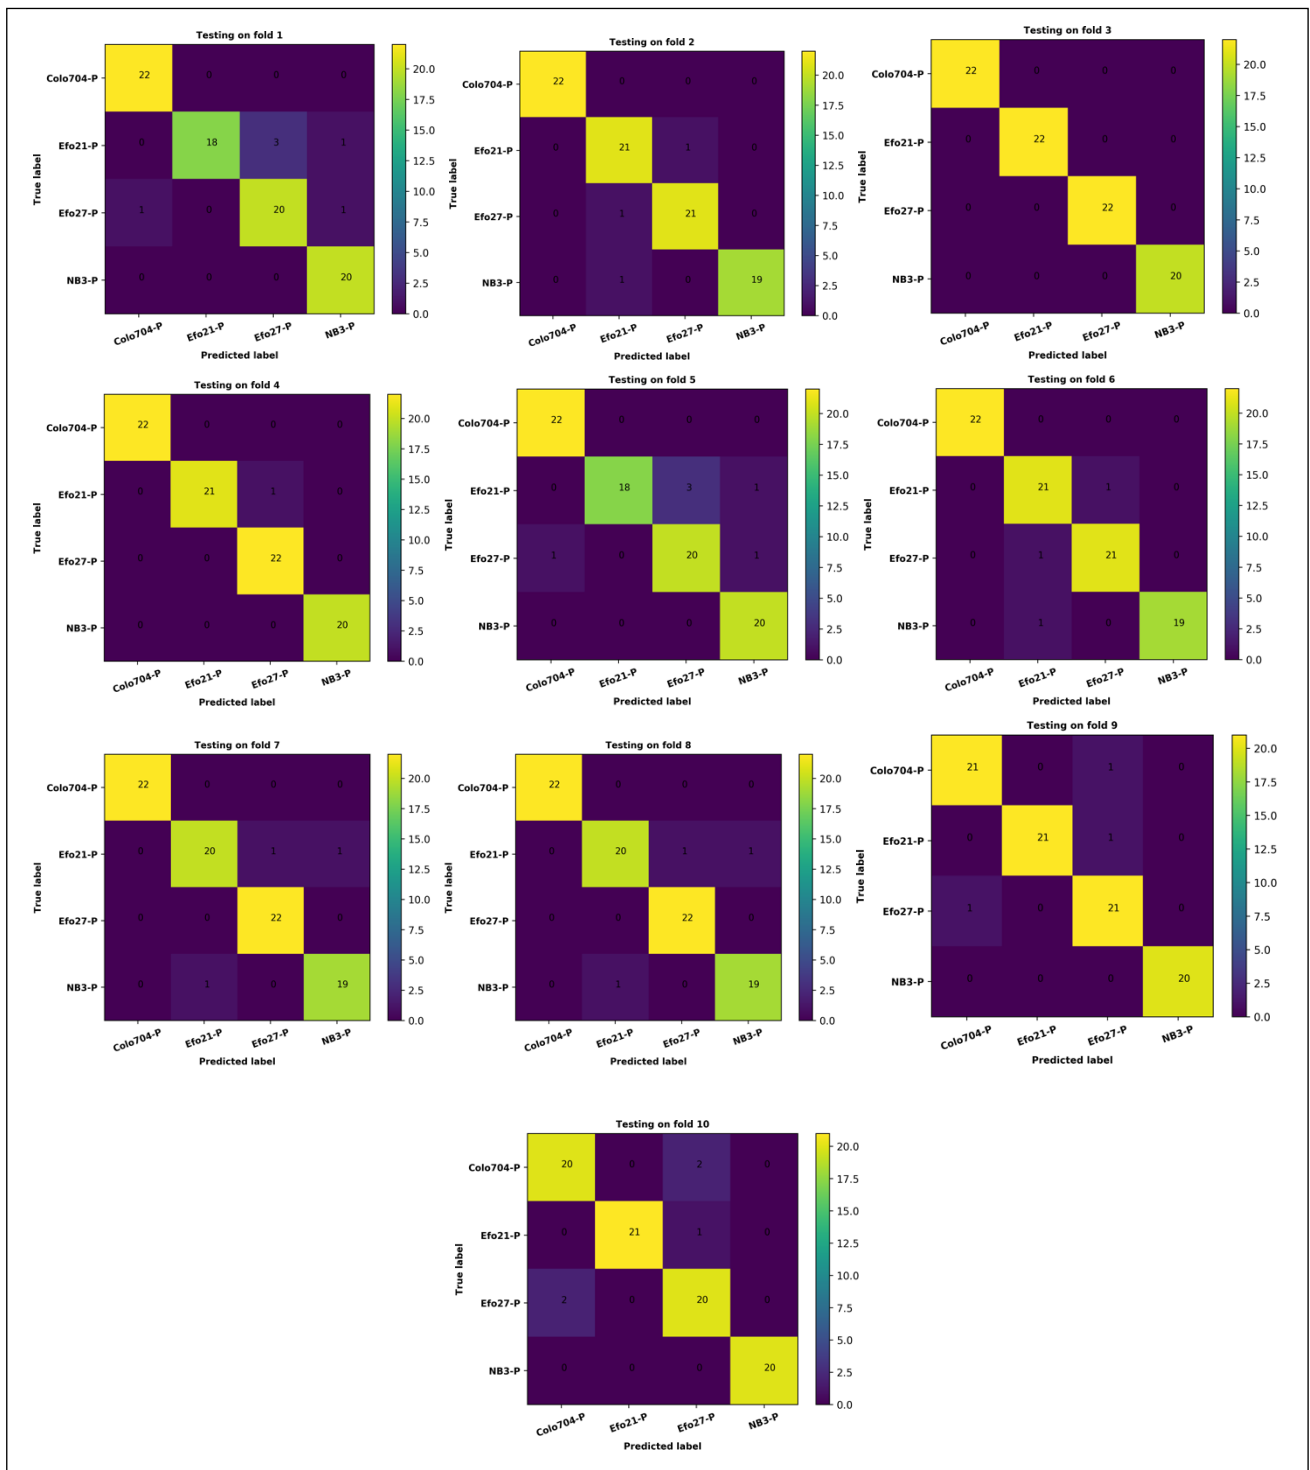 Testing on fold 1
True label
Colo704-P 22 0 0 0
Efo21-P 0 18 3 1
Efo27-P 1 0 20 1
NB3-P 0 0 0 20
Colo704-P Efo21-P Efo27-P NB3-P
Predicted label
20.0
17.5
15.0
12.5
10.0
7.5
5.0
2.5
0.0
Testing on fold 2
True label
Colo704-P 22 0 0 0
Efo21-P 0 21 1 0
Efo27-P 0 1 21 0
NB3-P 0 1 0 19
Colo704-P Efo21-P Efo27-P NB3-P
Predicted label
20.0
17.5
15.0
12.5
10.0
7.5
5.0
2.5
0.0
Testing on fold 3
True label
Colo704-P 22 0 0 0
Efo21-P 0 22 0 0
Efo27-P 0 0 22 0
NB3-P 0 0 0 20
Colo704-P Efo21-P Efo27-P NB3-P
Predicted label
20.0
17.5
15.0
12.5
10.0
7.5
5.0
2.5
0.0
Testing on fold 4
True label
Colo704-P 22 0 0 0
Efo21-P 0 21 1 0
Efo27-P 0 0 22 0
NB3-P 0 0 0 20
Colo704-P Efo21-P Efo27-P NB3-P
Predicted label
20.0
17.5
15.0
12.5
10.0
7.5
5.0
2.5
0.0
Testing on fold 5
True label
Colo704-P 22 0 0 0
Efo21-P 0 18 3 1
Efo27-P 1 0 20 1
NB3-P 0 0 0 20
Colo704-P Efo21-P Efo27-P NB3-P
Predicted label
20.0
17.5
15.0
12.5
10.0
7.5
5.0
2.5
0.0
Testing on fold 6
True label
Colo704-P 22 0 0 0
Efo21-P 0 21 1 0
Efo27-P 0 1 21 0
NB3-P 0 1 0 19
Colo704-P Efo21-P Efo27-P NB3-P
Predicted label
20.0
17.5
15.0
12.5
10.0
7.5
5.0
2.5
0.0
Testing on fold 7
True label
Colo704-P 22 0 0 0
Efo21-P 0 20 1 1
Efo27-P 0 0 22 0
NB3-P 0 1 0 19
Colo704-P Efo21-P Efo27-P NB3-P
Predicted label
20.0
17.5
15.0
12.5
10.0
7.5
5.0
2.5
0.0
Testing on fold 8
True label
Colo704-P 22 0 0 0
Efo21-P 0 20 1 1
Efo27-P 0 0 22 0
NB3-P 0 1 0 19
Colo704-P Efo21-P Efo27-P NB3-P
Predicted label
20.0
17.5
15.0
12.5
10.0
7.5
5.0
2.5
0.0
Testing on fold 9
True label
Colo704-P 21 0 1 0
Efo21-P 0 21 1 0
Efo27-P 1 0 21 0
NB3-P 0 0 0 20
Colo704-P Efo21-P Efo27-P NB3-P
Predicted label
20.0
17.5
15.0
12.5
10.0
7.5
5.0
2.5
0.0
Testing on fold 10
True label
Colo704-P 20 0 2 0
Efo21-P 0 21 1 0
Efo27-P 2 0 20 0
NB3-P 0 0 0 20
Colo704-P Efo21-P Efo27-P NB3-P
Predicted label
20.0
17.5
15.0
12.5
10.0
7.5
5.0
2.5
0.0